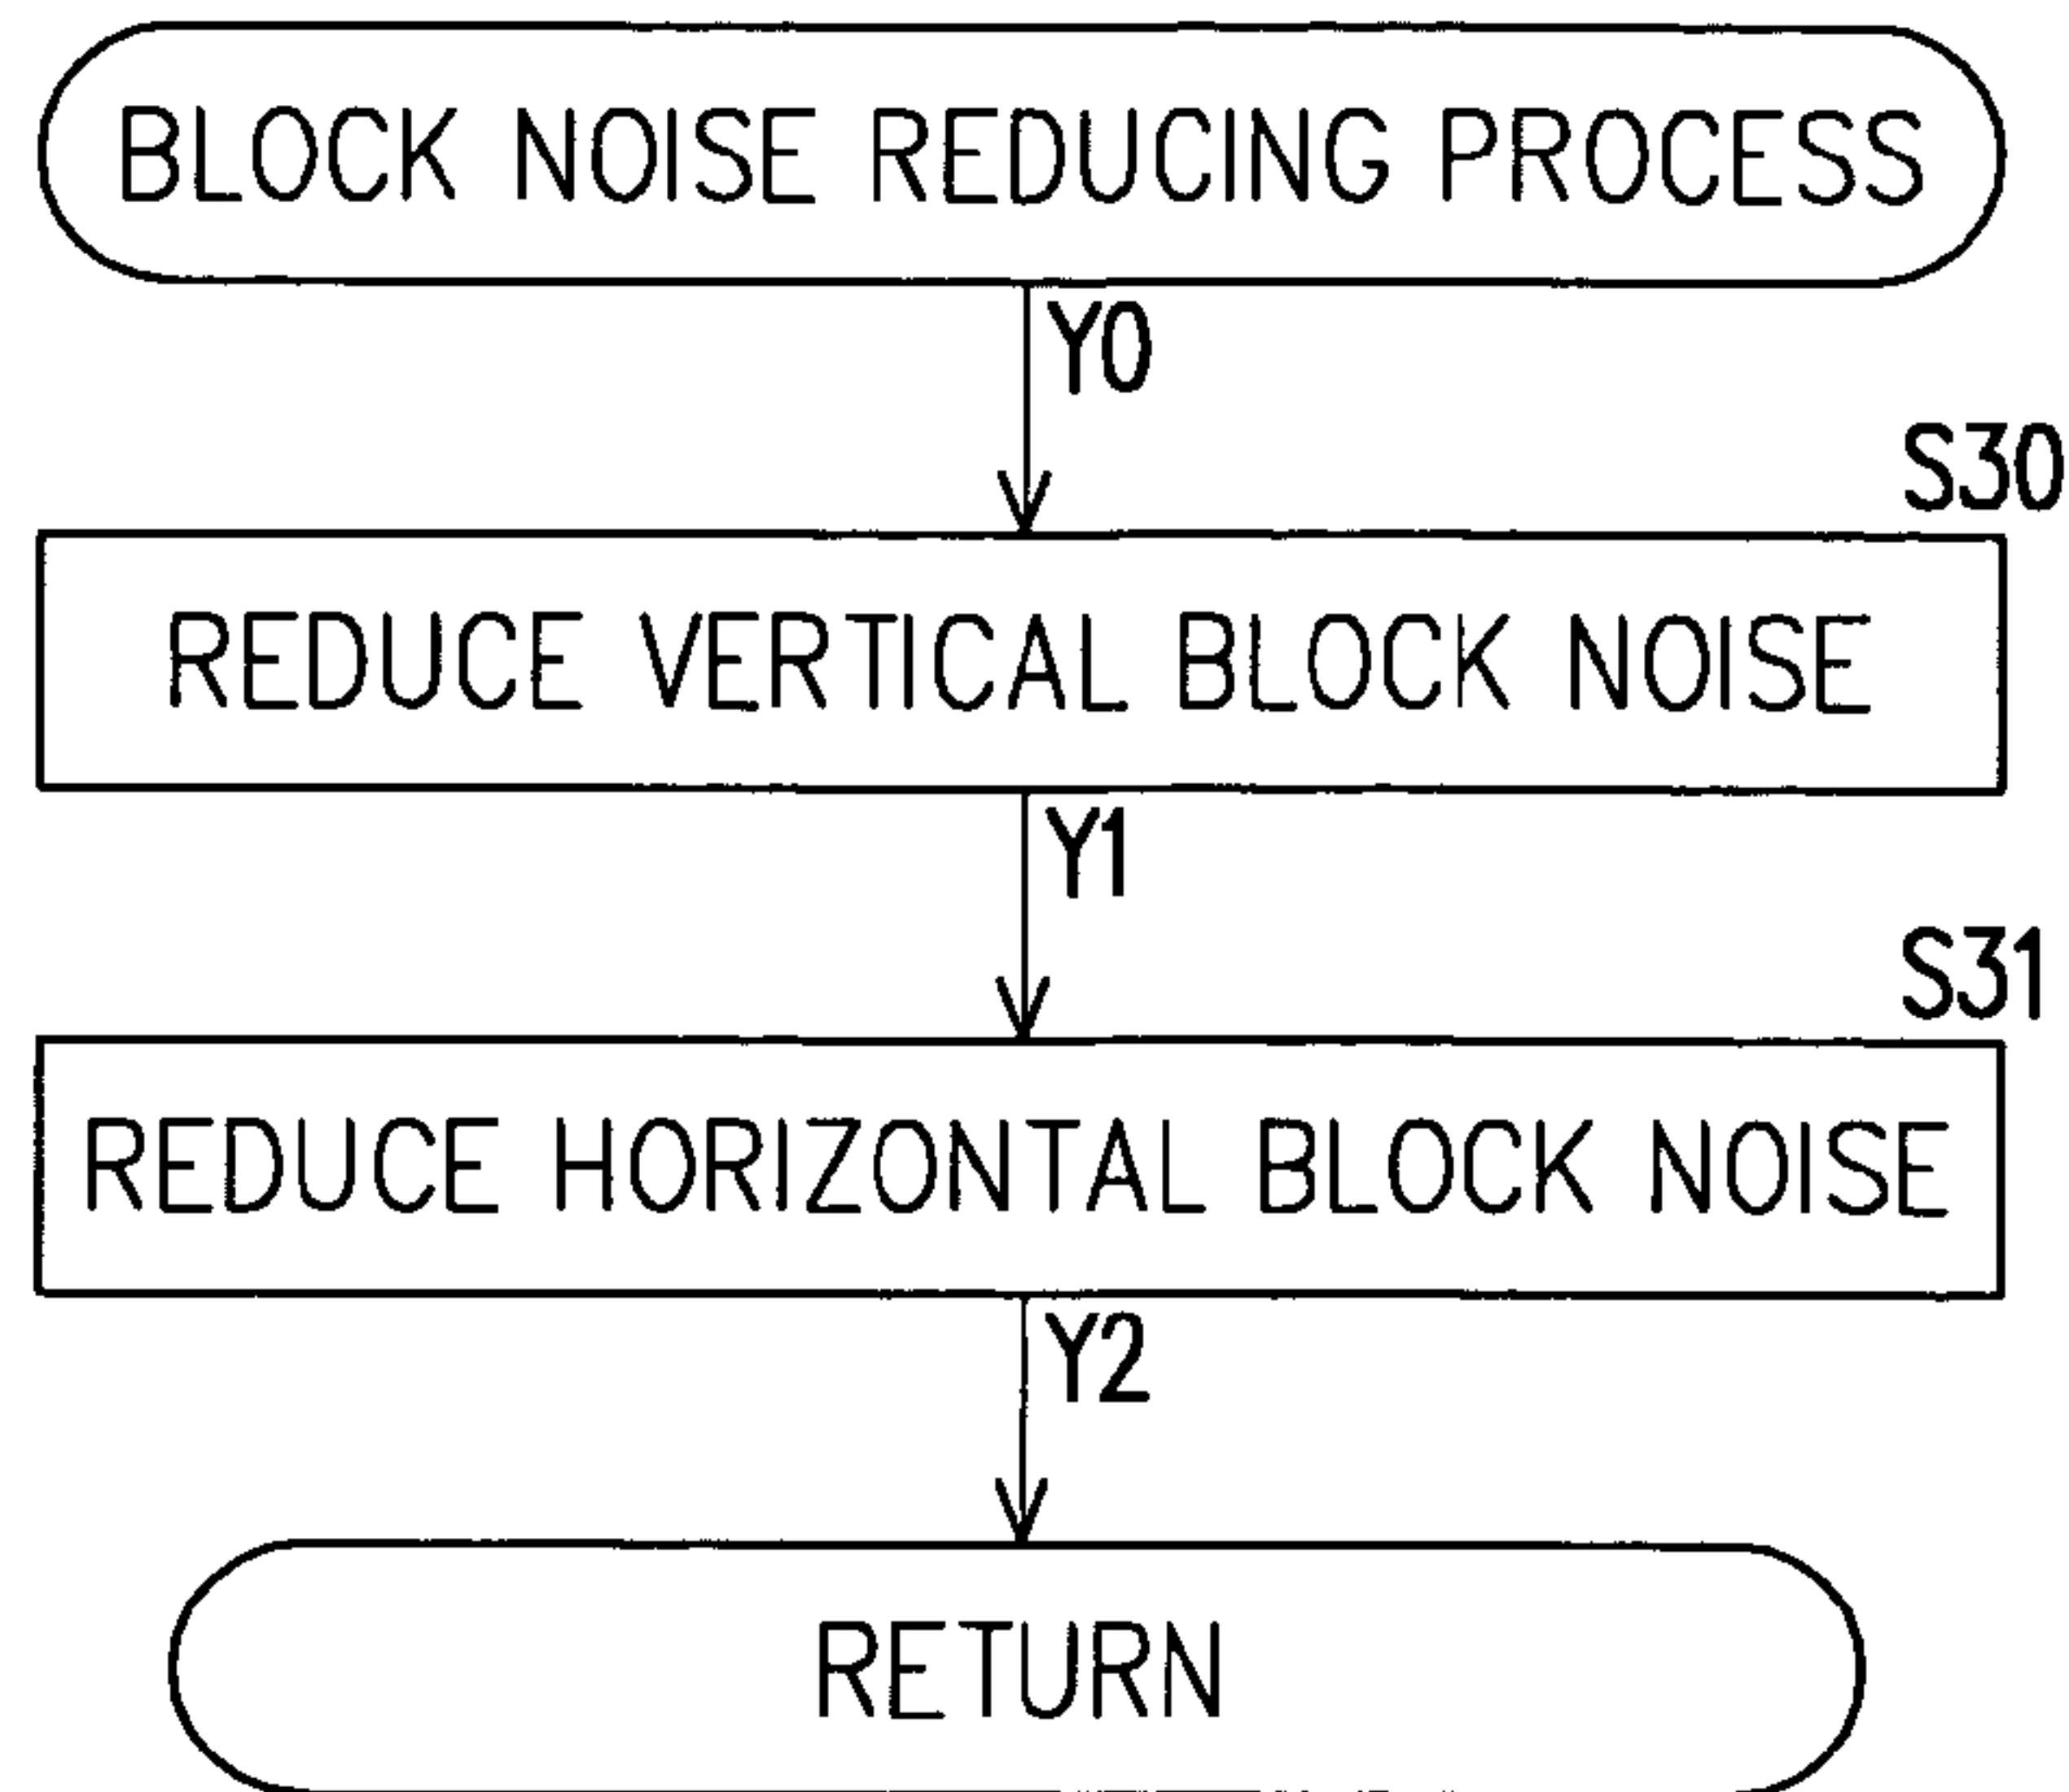 BLOCK NOISE REDUCING PROCESS
Y0
S30
REDUCE VERTICAL BLOCK NOISE
Y1
S31
REDUCE HORIZONTAL BLOCK NOISE
Y2
RETURN